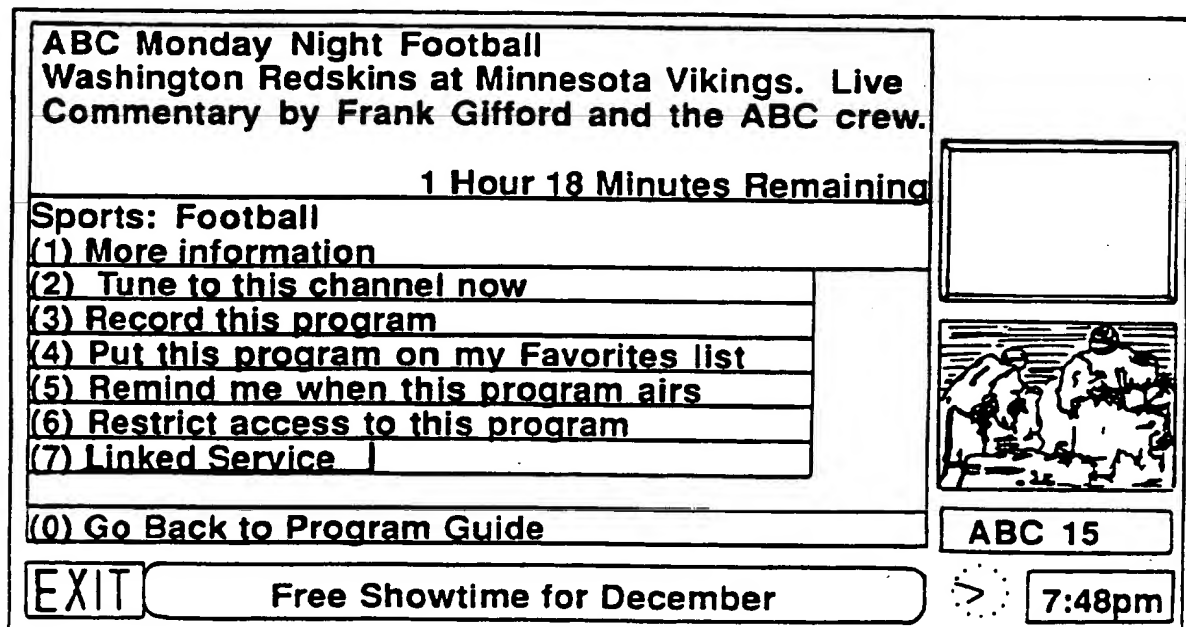 ABC Monday Night Football
Washington Redskins at Minnesota Vikings. Live
Commentary by Frank Gifford and the ABC crew.
1 Hour 18 Minutes Remaining
Sports: Football
(1) More information
(2) Tune to this channel now
(3) Record this program
(4) Put this program on my Favorites list
(5) Remind me when this program airs
(6) Restrict access to this program
(7) Linked Service
(0) Go Back to Program Guide
ABC 15
EXIT
Free Showtime for December
7:48pm